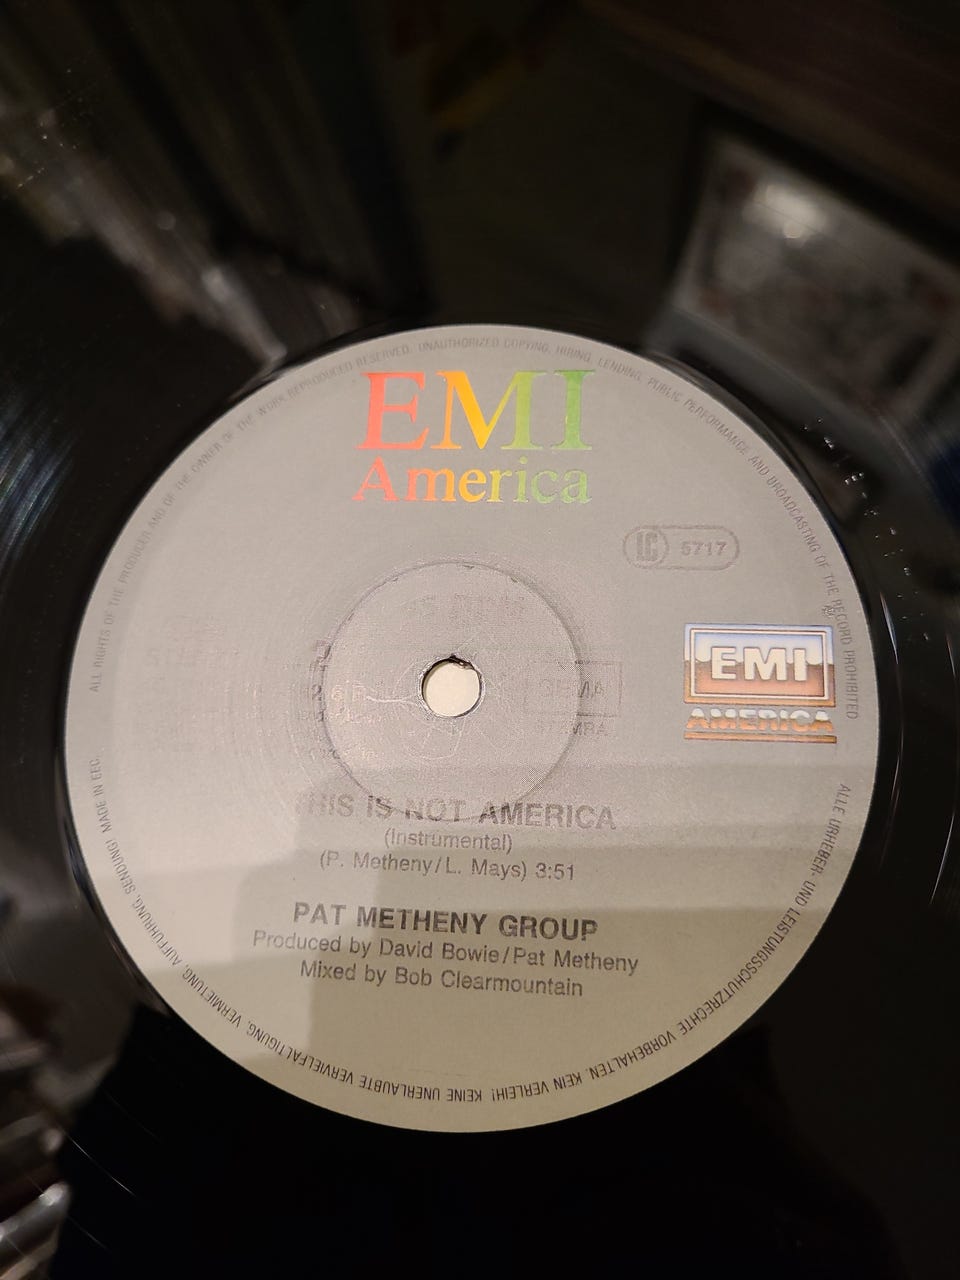 ALL RIGHTS OF THE PRODUCER AND OF THE OWNER OF THE WORK REPRODUCED RESERVED. UNAUTHORIZED COPYING, HIRING, LENDING, PUBLIC PERFORMANCE AND BROADCASTING OF THE RECORD PROHIBITED
EMI
America
LC 5717
EMI
AMERICA
45 RPM
GEMA
THIS IS NOT AMERICA
(Instrumental)
(P. Metheny/L. Mays) 3:51
PAT METHENY GROUP
Produced by David Bowie/Pat Metheny
Mixed by Bob Clearmountain
ALLE URHEBER- UND LEISTUNGSSCHUTZRECHTE VORBEHALTEN. KEIN VERLEIH! KEINE UNERLAUBTE VERVIELFÄLTIGUNG, VERMIETUNG, AUFFÜHRUNG, SENDUNG! MADE IN EEC.